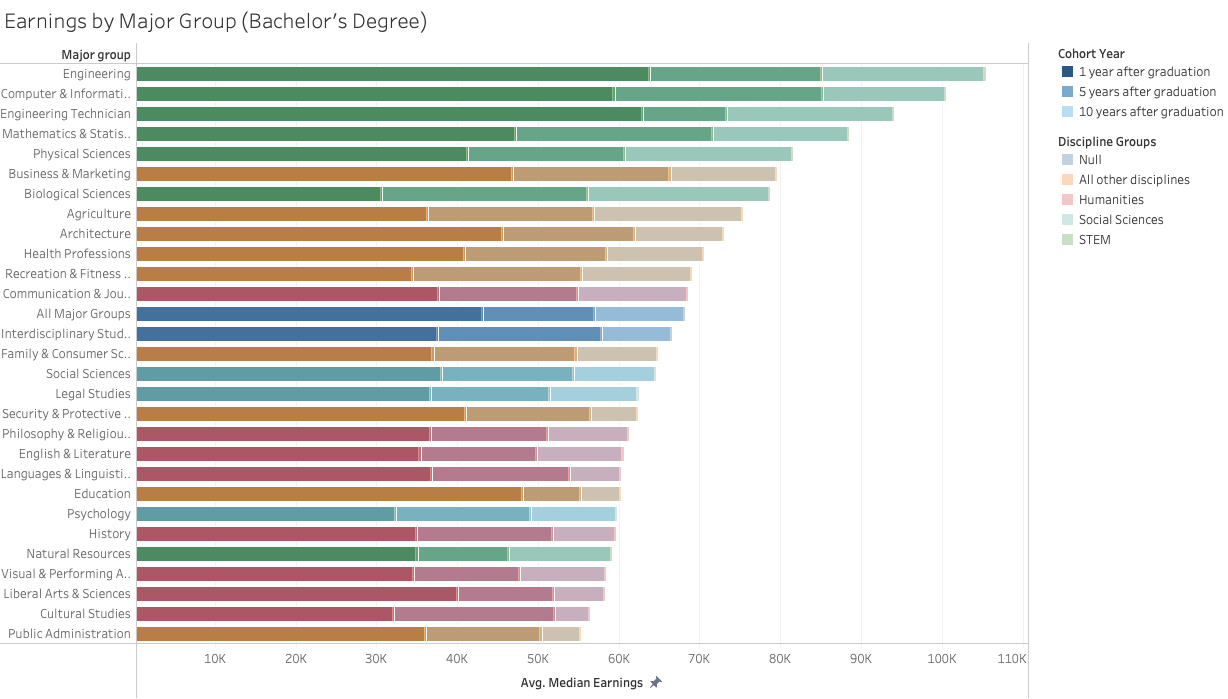 Earnings by Major Group (Bachelor's Degree)
Major group
Engineering
Computer & Informati..
Engineering Technician
Mathematics & Statis..
Physical Sciences
Business & Marketing
Biological Sciences
Agriculture
Architecture
Health Professions
Recreation & Fitness ..
Communication & Jou..
All Major Groups
Interdisciplinary Stud..
Family & Consumer Sc..
Social Sciences
Legal Studies
Security & Protective ..
Philosophy & Religiou..
English & Literature
Languages & Linguisti..
Education
Psychology
History
Natural Resources
Visual & Performing A..
Liberal Arts & Sciences
Cultural Studies
Public Administration
10K 20K 30K 40K 50K 60K 70K 80K 90K 100K 110K
Avg. Median Earnings
Cohort Year
1 year after graduation
5 years after graduation
10 years after graduation
Discipline Groups
Null
All other disciplines
Humanities
Social Sciences
STEM